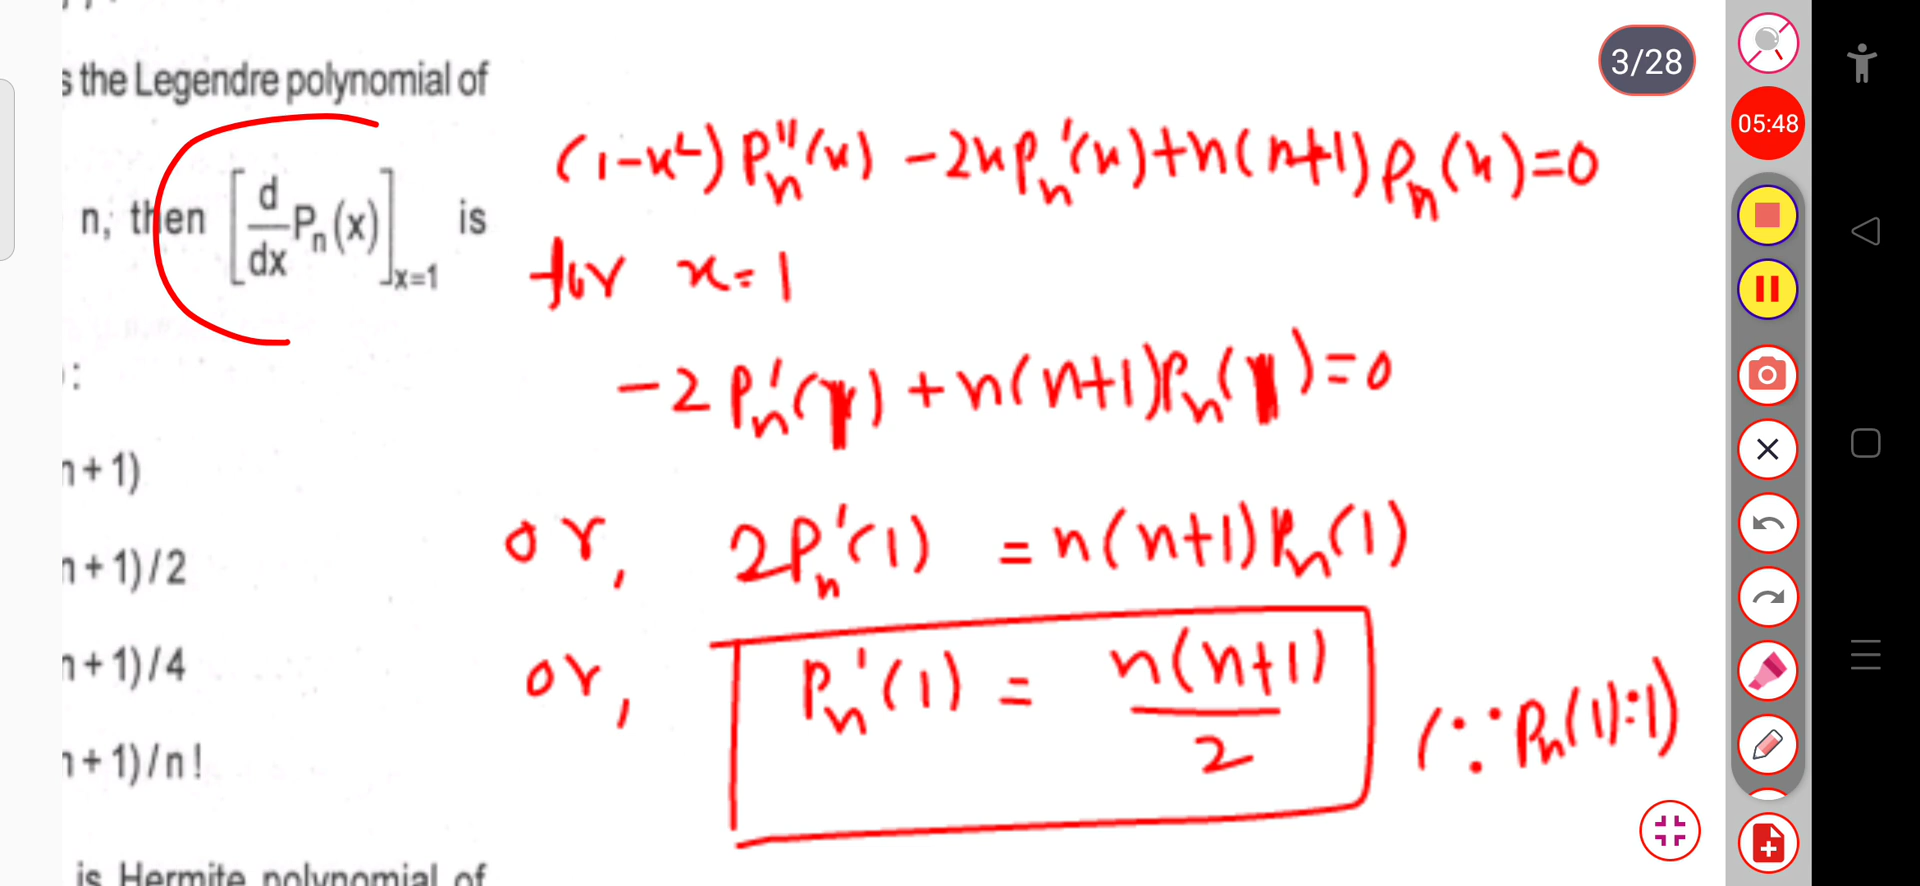 s the Legendre polynomial of
3/28
(1-x²) Pₙ''(x) - 2xPₙ'(x) + n(n+1) Pₙ(x) = 0
05:48
n, then [d/dx Pₙ(x)]ₓ₌₁ is
for x = 1
-2 Pₙ'(1) + n(n+1)Pₙ(1) = 0
):
n+1)
or, 2Pₙ'(1) = n(n+1)Pₙ(1)
n+1)/2
n+1)/4
or, Pₙ'(1) = n(n+1)/2 (∵ Pₙ(1)=1)
n+1)/n!
is Hermite polynomial of